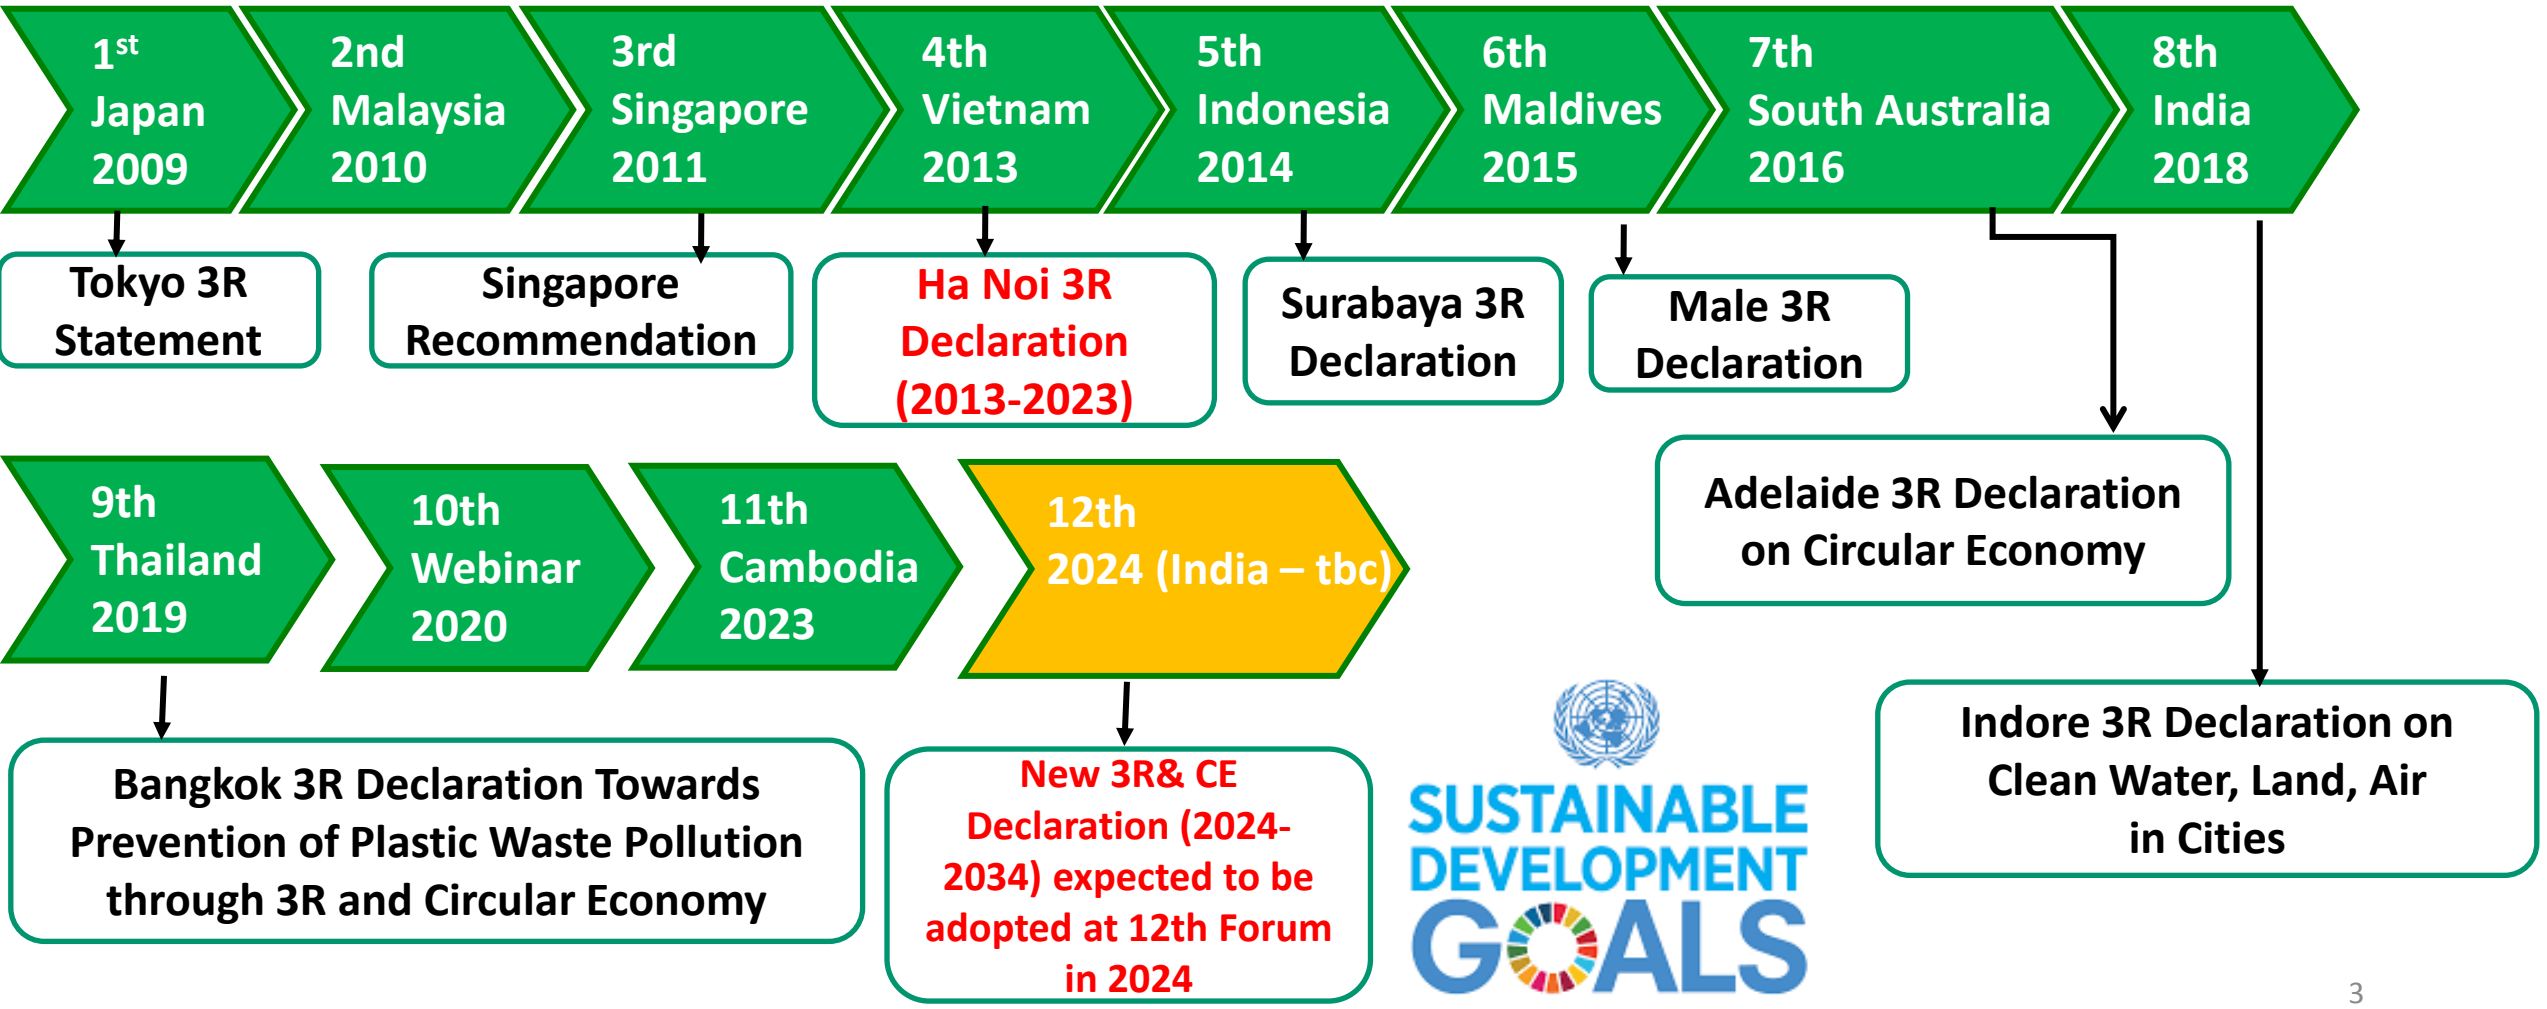 1st
Japan
2009
2nd
Malaysia
2010
3rd
Singapore
2011
4th
Vietnam
2013
5th
Indonesia
2014
6th
Maldives
2015
7th
South Australia
2016
8th
India
2018
Tokyo 3R
Statement
Singapore
Recommendation
Ha Noi 3R
Declaration
(2013-2023)
Surabaya 3R
Declaration
Male 3R
Declaration
Adelaide 3R Declaration
on Circular Economy
Indore 3R Declaration on
Clean Water, Land, Air
in Cities
9th
Thailand
2019
10th
Webinar
2020
11th
Cambodia
2023
12th
2024 (India – tbc)
Bangkok 3R Declaration Towards
Prevention of Plastic Waste Pollution
through 3R and Circular Economy
New 3R& CE
Declaration (2024-
2034) expected to be
adopted at 12th Forum
in 2024
SUSTAINABLE
DEVELOPMENT
GOALS
3